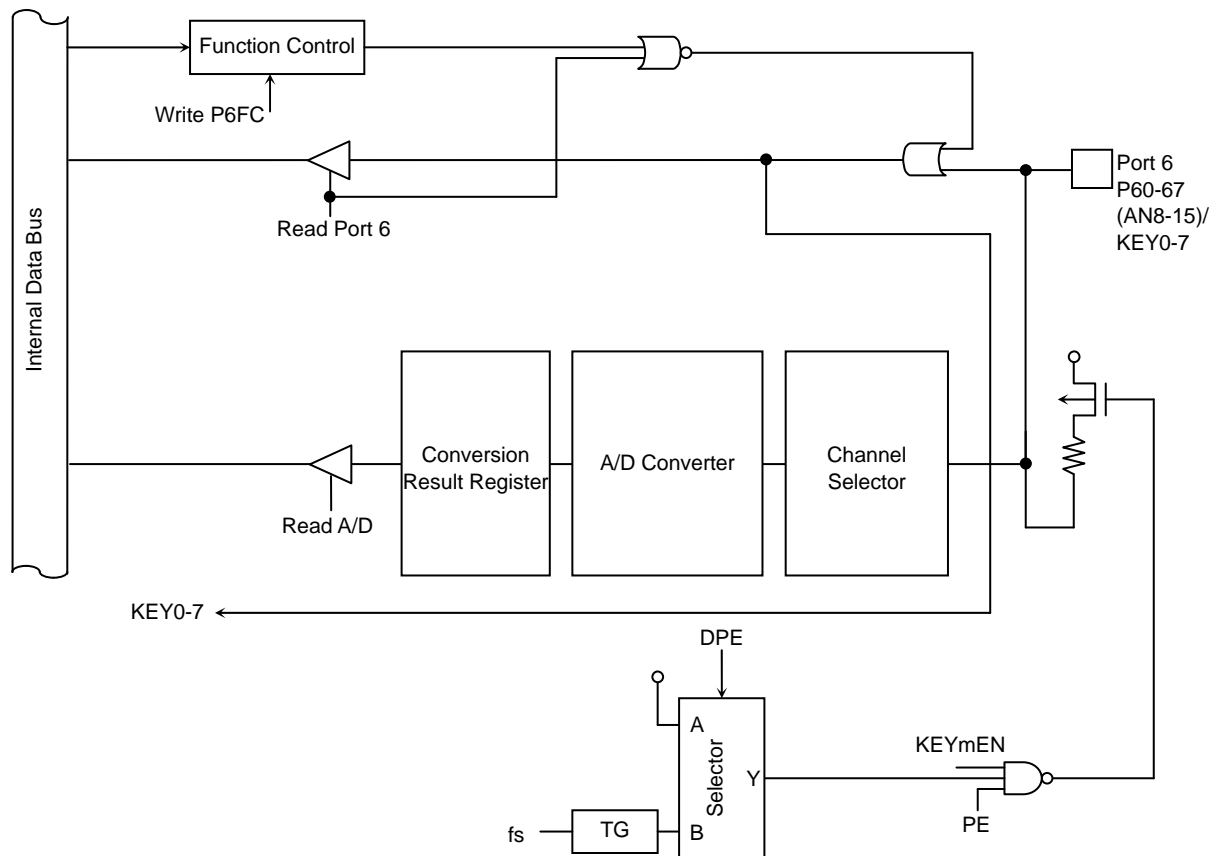 Function Control
Write P6FC
Internal Data Bus
Read Port 6
Port 6
P60-67
(AN8-15)/
KEY0-7
Conversion
Result Register
A/D Converter
Channel
Selector
Read A/D
KEY0-7
DPE
A
Selector
Y
B
KEYmEN
PE
fs
TG